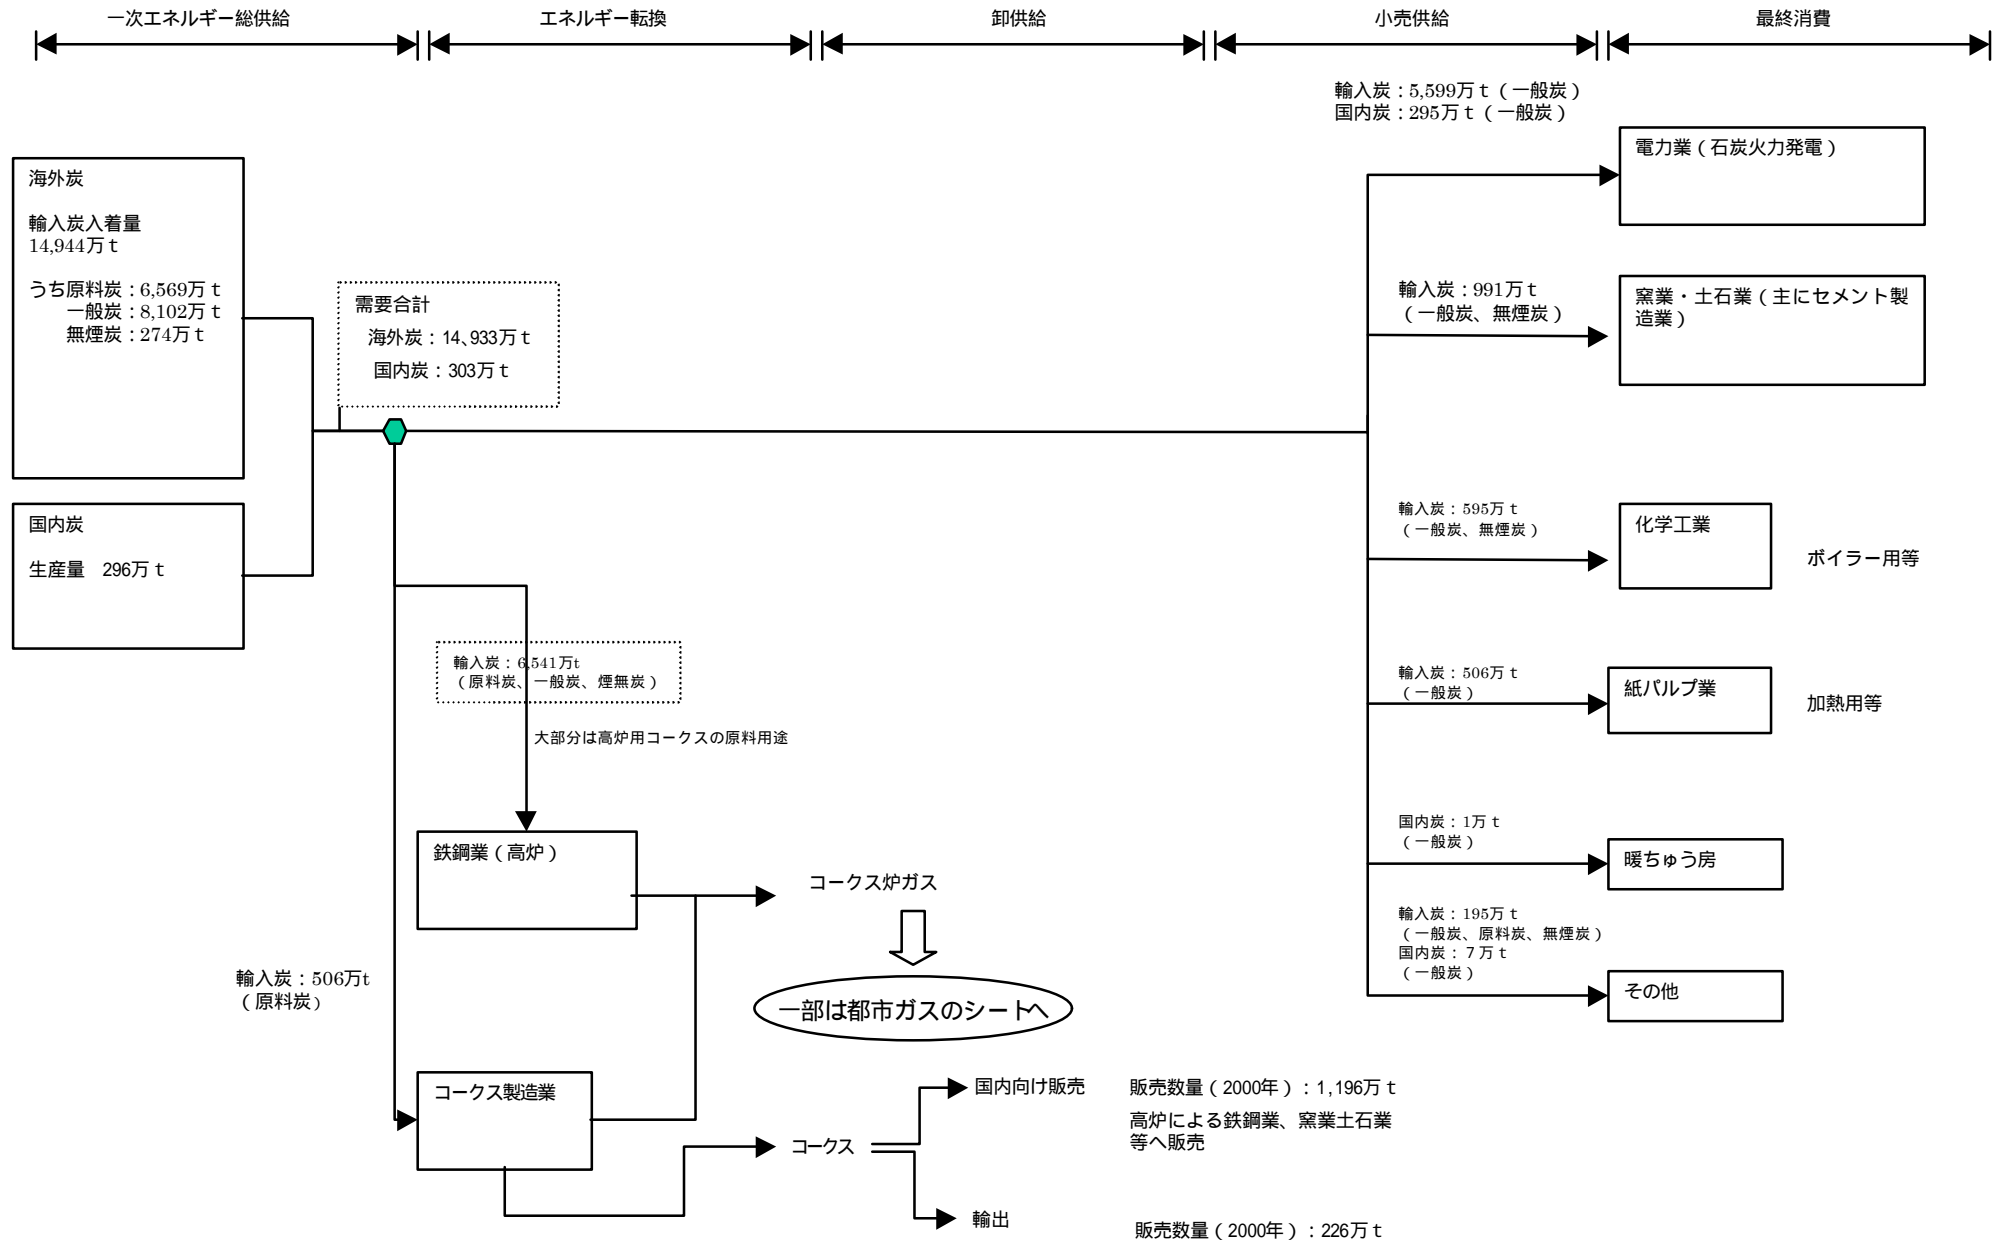 一次エネルギー総供給
エネルギー転換
卸供給
小売供給
最終消費
輸入炭：5,599万ｔ（一般炭）
国内炭：295万ｔ（一般炭）
海外炭
輸入炭入着量
14,944万ｔ
うち原料炭：6,569万ｔ
一般炭：8,102万ｔ
無煙炭：274万ｔ
国内炭
生産量　296万ｔ
需要合計
海外炭：14、933万ｔ
国内炭：303万ｔ
輸入炭：6,541万t
（原料炭、一般炭、煙無炭）
大部分は高炉用コークスの原料用途
鉄鋼業（高炉）
コークス炉ガス
一部は都市ガスのシートへ
輸入炭：506万t
（原料炭）
コークス製造業
コークス
国内向け販売
販売数量（2000年）：1,196万ｔ
高炉による鉄鋼業、窯業土石業
等へ販売
輸出
販売数量（2000年）：226万ｔ
電力業（石炭火力発電）
輸入炭：991万ｔ
（一般炭、無煙炭）
窯業・土石業（主にセメント製
造業）
輸入炭：595万ｔ
（一般炭、無煙炭）
化学工業
ボイラー用等
輸入炭：506万ｔ
（一般炭）
紙パルプ業
加熱用等
国内炭：1万ｔ
（一般炭）
暖ちゅう房
輸入炭：195万ｔ
（一般炭、原料炭、無煙炭）
国内炭：７万ｔ
（一般炭）
その他